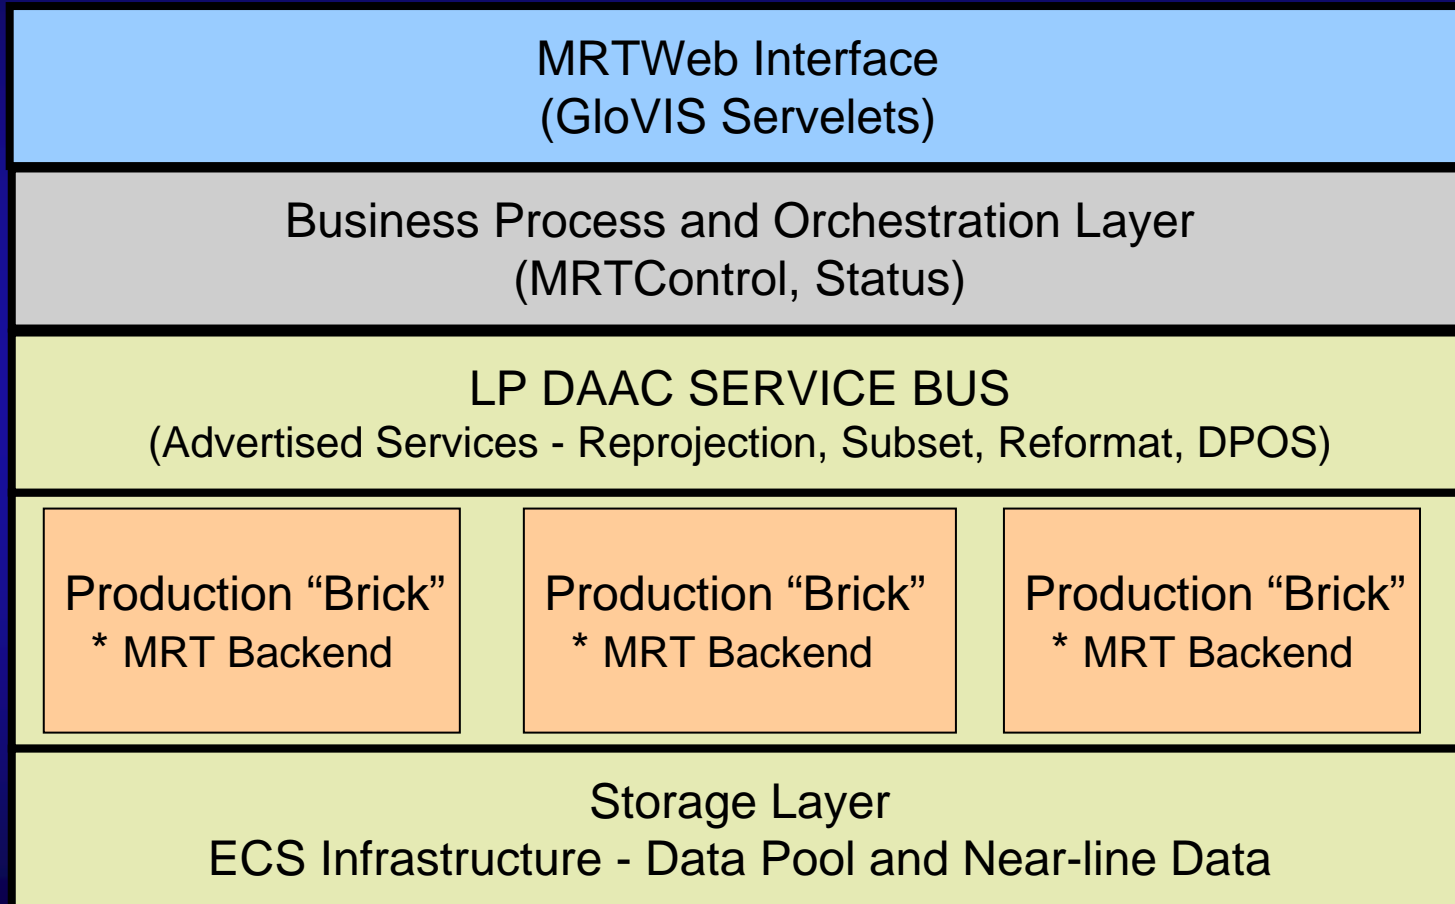 MRTWeb Interface
(GloVIS Servelets)
Business Process and Orchestration Layer
(MRTControl, Status)
LP DAAC SERVICE BUS
(Advertised Services - Reprojection, Subset, Reformat, DPOS)
Production “Brick”
* MRT Backend
Production “Brick”
* MRT Backend
Production “Brick”
* MRT Backend
Storage Layer
ECS Infrastructure - Data Pool and Near-line Data